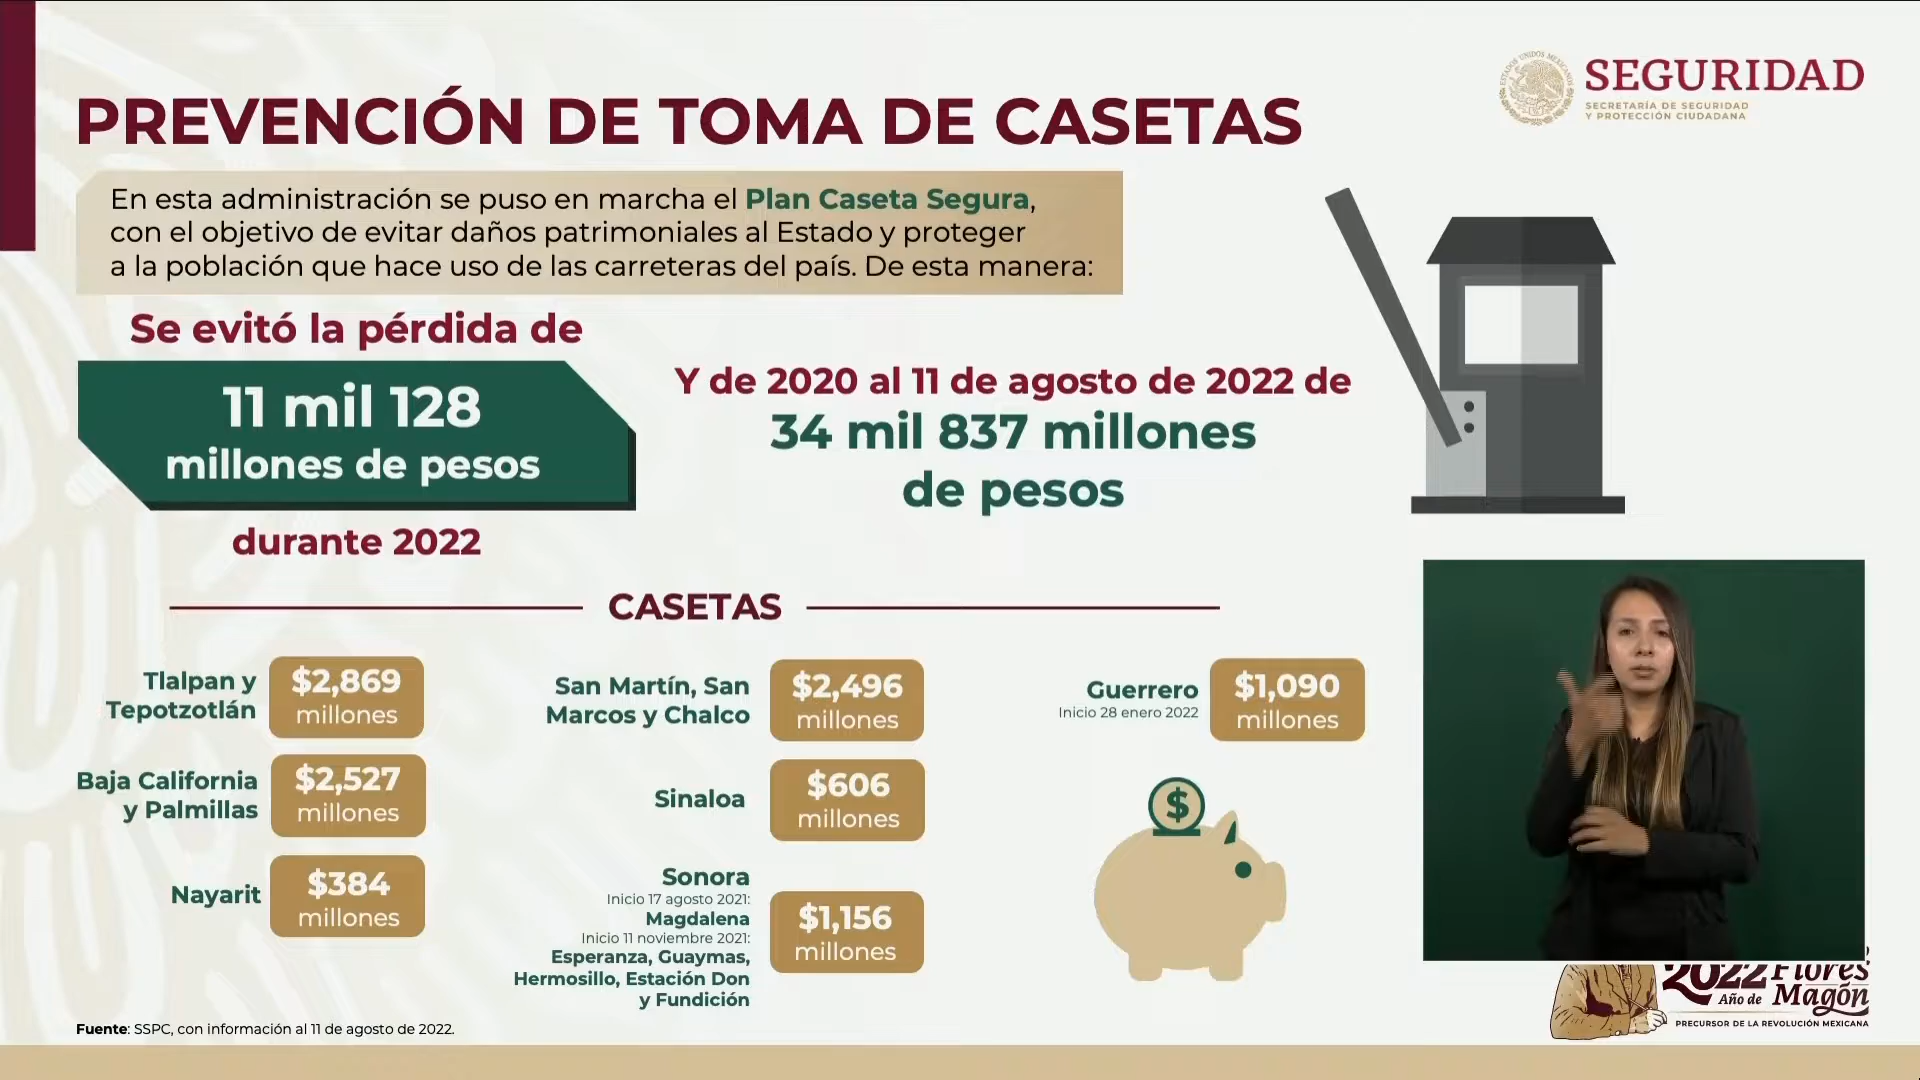 SEGURIDAD
SECRETARÍA DE SEGURIDAD
Y PROTECCIÓN CIUDADANA
PREVENCIÓN DE TOMA DE CASETAS
En esta administración se puso en marcha el Plan Caseta Segura,
con el objetivo de evitar daños patrimoniales al Estado y proteger
a la población que hace uso de las carreteras del país. De esta manera:
Se evitó la pérdida de
11 mil 128
millones de pesos
durante 2022
Y de 2020 al 11 de agosto de 2022 de
34 mil 837 millones
de pesos
CASETAS
Tlalpan y
Tepotzotlán
$2,869
millones
Baja California
y Palmillas
$2,527
millones
Nayarit
$384
millones
San Martín, San
Marcos y Chalco
$2,496
millones
Sinaloa
$606
millones
Sonora
Inicio 17 agosto 2021:
Magdalena
Inicio 11 noviembre 2021:
Esperanza, Guaymas,
Hermosillo, Estación Don
y Fundición
$1,156
millones
Guerrero
Inicio 28 enero 2022
$1,090
millones
$
Fuente: SSPC, con información al 11 de agosto de 2022.
2022 Flores
Año de Magón
PRECURSOR DE LA REVOLUCIÓN MEXICANA